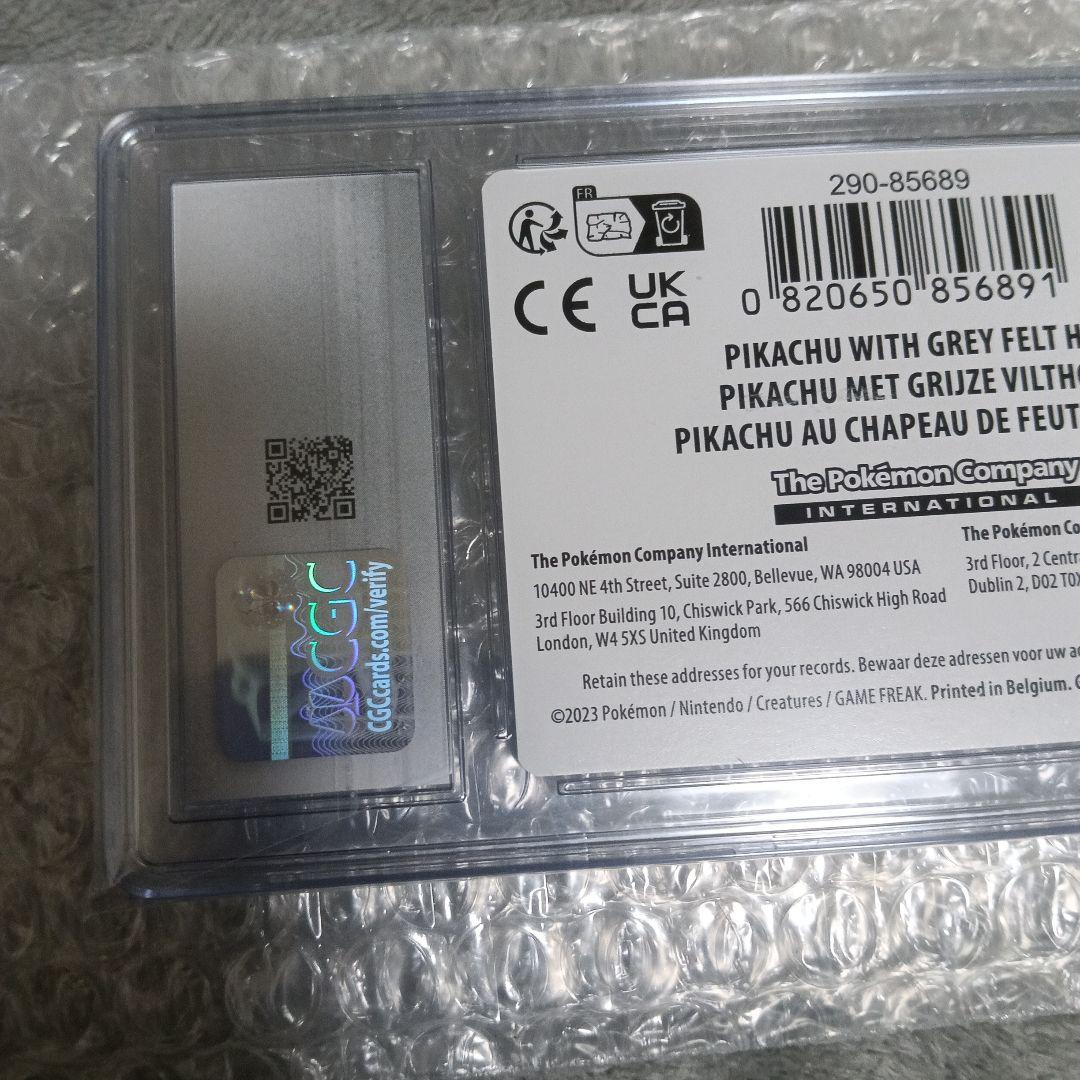 290-85689
FR
CE
UK
CA
0 820650 856891
PIKACHU WITH GREY FELT H
PIKACHU MET GRIJZE VILTHO
PIKACHU AU CHAPEAU DE FEUT
The Pokémon Company
INTERNATIONAL
The Pokémon Company International
10400 NE 4th Street, Suite 2800, Bellevue, WA 98004 USA
3rd Floor Building 10, Chiswick Park, 566 Chiswick High Road
London, W4 5XS United Kingdom
The Pokémon Co
3rd Floor, 2 Centr
Dublin 2, D02 T0X
Retain these addresses for your records. Bewaar deze adressen voor uw a
©2023 Pokémon / Nintendo / Creatures / GAME FREAK. Printed in Belgium.
CGC
CGCcards.com/verify